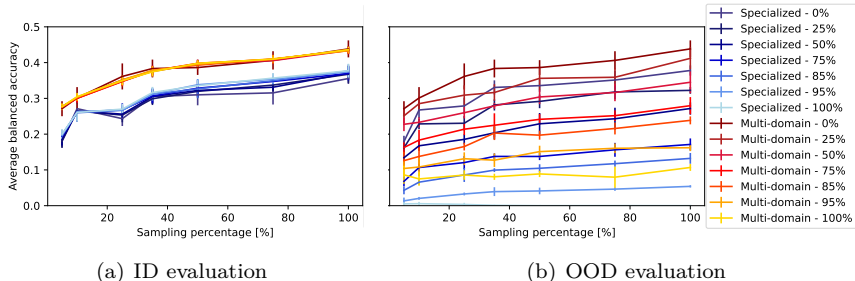 0.5
0.4
0.3
0.2
0.1
0.0
Average balanced accuracy
20
40
60
80
100
Sampling percentage [%]
20
40
60
80
100
Sampling percentage [%]
Specialized - 0%
Specialized - 25%
Specialized - 50%
Specialized - 75%
Specialized - 85%
Specialized - 95%
Specialized - 100%
Multi-domain - 0%
Multi-domain - 25%
Multi-domain - 50%
Multi-domain - 75%
Multi-domain - 85%
Multi-domain - 95%
Multi-domain - 100%
(a) ID evaluation
(b) OOD evaluation